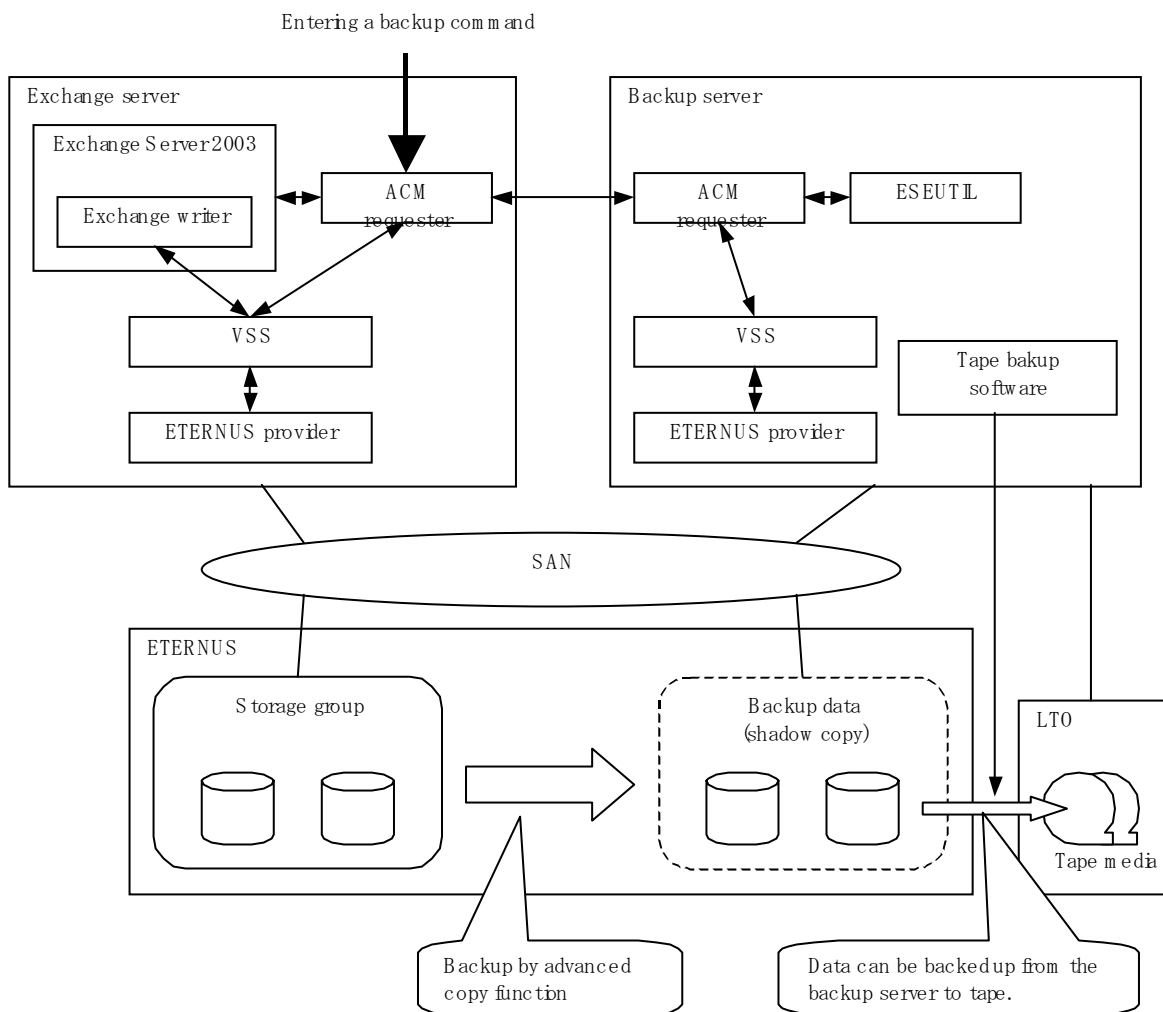 Entering a backup command
Exchange server
Backup server
Exchange Server 2003
Exchange writer
ACM
requester
ACM
requester
ESEUTIL
VSS
VSS
Tape bakup
software
ETERNUS provider
ETERNUS provider
SAN
ETERNUS
Storage group
Backup data
(shadow copy)
LTO
Tape media
Backup by advanced
copy function
Data can be backed up from the
backup server to tape.